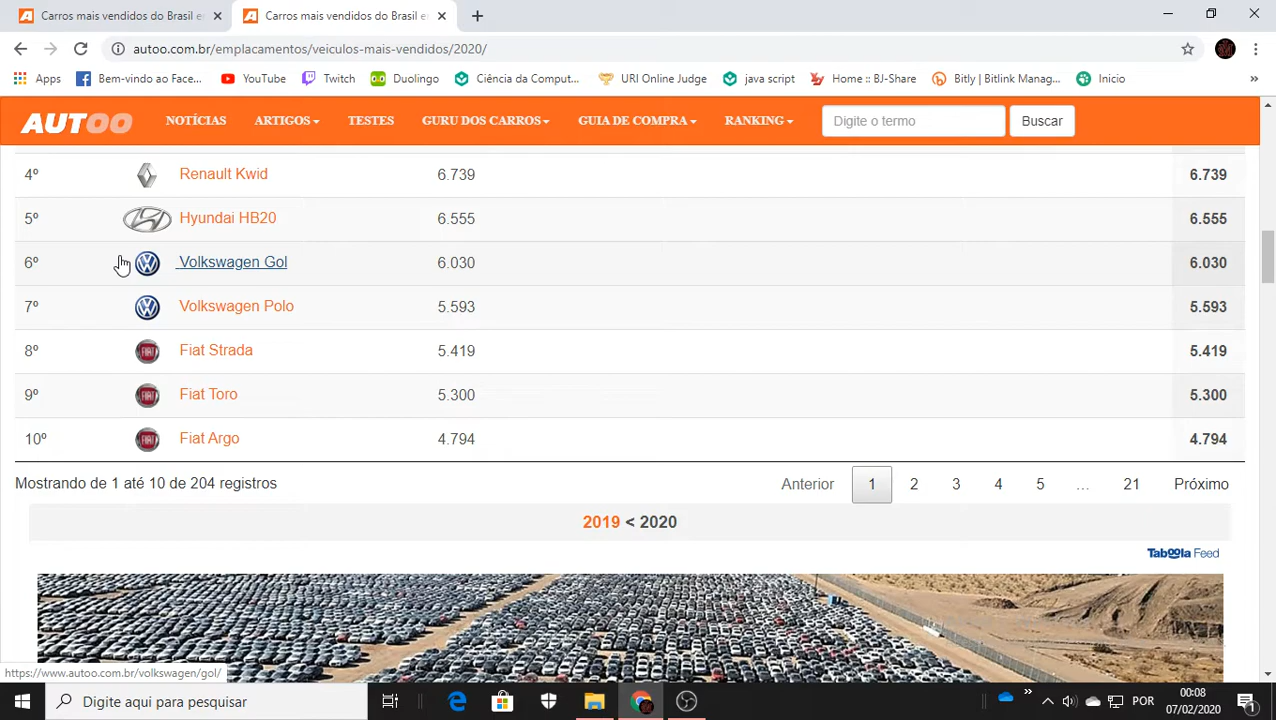 Carros mais vendidos do Brasil e
Carros mais vendidos do Brasil e
autoo.com.br/emplacamentos/veiculos-mais-vendidos/2020/
Apps Bem-vindo ao Face... YouTube Twitch Duolingo Ciência da Comput... URI Online Judge java script Home :: BJ-Share Bitly | Bitlink Manag... Inicio »
AUTOO NOTÍCIAS ARTIGOS TESTES GURU DOS CARROS GUIA DE COMPRA RANKING Digite o termo Buscar
4º Renault Kwid 6.739 6.739
5º Hyundai HB20 6.555 6.555
6º Volkswagen Gol 6.030 6.030
7º Volkswagen Polo 5.593 5.593
8º FIAT Fiat Strada 5.419 5.419
9º FIAT Fiat Toro 5.300 5.300
10º FIAT Fiat Argo 4.794 4.794
Mostrando de 1 até 10 de 204 registros Anterior 1 2 3 4 5 ... 21 Próximo
2019 < 2020
Taboola Feed
https://www.autoo.com.br/volkswagen/gol/
Digite aqui para pesquisar » POR 00:08
07/02/2020 1